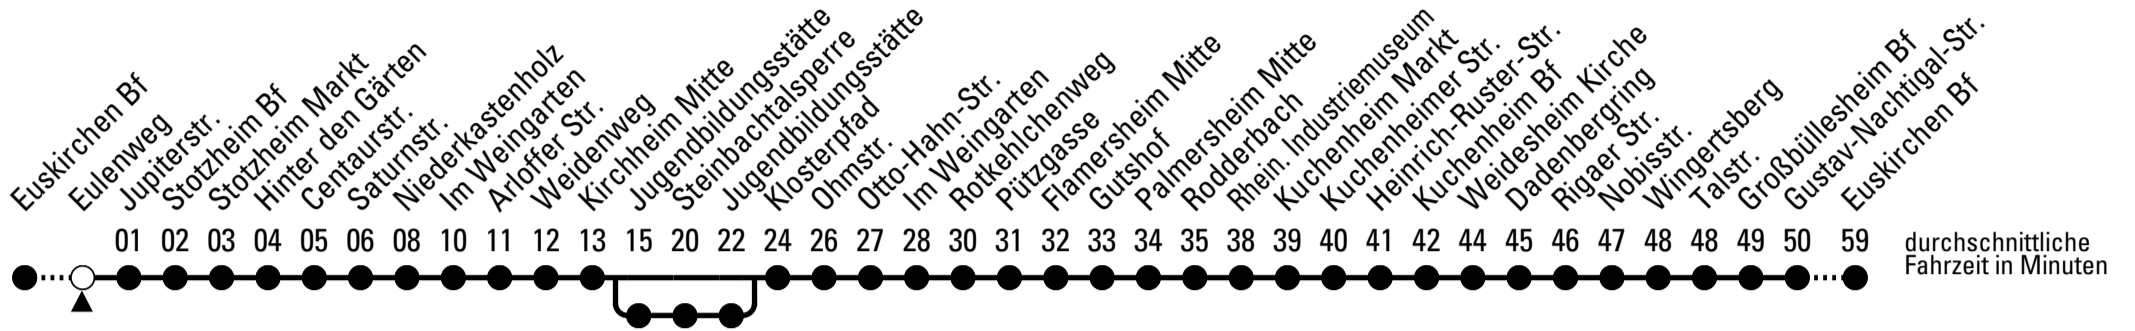 Euskirchen Bf
Eulenweg
Jupiterstr.
Stotzheim Bf
Stotzheim Markt
Hinter den Gärten
Centaurstr.
Saturnstr.
Niederkastenholz
Im Weingarten
Arloffer Str.
Weidenweg
Kirchheim Mitte
Jugendbildungsstätte
Steinbachtalsperre
Jugendbildungsstätte
Klosterpfad
Ohmstr.
Otto-Hahn-Str.
Im Weingarten
Rotkehlchenweg
Pützgasse
Flamersheim Mitte
Gutshof
Palmersheim Mitte
Rodderbach
Rhein. Industriemuseum
Kuchenheim Markt
Kuchenheimer Str.
Heinrich-Ruster-Str.
Kuchenheim Bf
Weidesheim Kirche
Dadenbergring
Rigaer Str.
Nobisstr.
Wingertsberg
Talstr.
Großbüllesheim Bf
Gustav-Nachtigal-Str.
Euskirchen Bf
01 02 03 04 05 06 08 10 11 12 13 15 20 22 24 26 27 28 30 31 32 33 34 35 38 39 40 41 42 44 45 46 47 48 48 49 50 59
durchschnittliche
Fahrzeit in Minuten